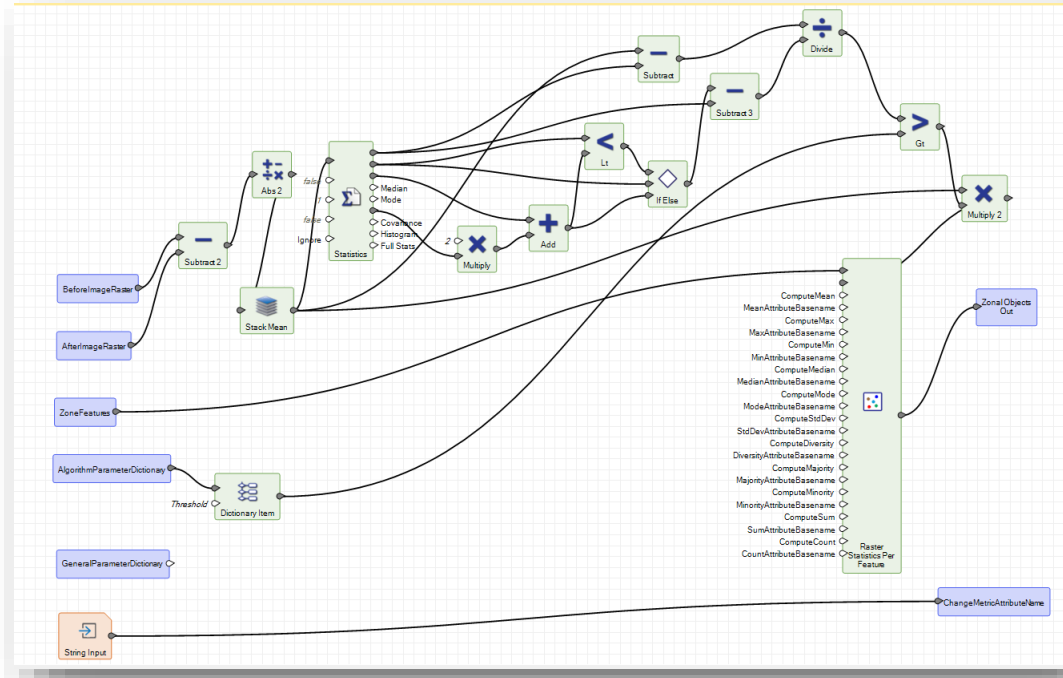 Divide
Subtract
Subtract 3
Gt
Lt
If Else
Multiply 2
Abs 2
false
1
false
Ignore
Median
Mode
Covariance
Histogram
Full Stats
Statistics
2
Multiply
Add
Subtract 2
Stack Mean
BeforeImageRaster
AfterImageRaster
ZoneFeatures
AlgorithmParameterDictionary
Threshold
Dictionary Item
GeneralParameterDictionary
String Input
ComputeMean
MeanAttributeBasename
ComputeMax
MaxAttributeBasename
ComputeMin
MinAttributeBasename
ComputeMedian
MedianAttributeBasename
ComputeMode
ModeAttributeBasename
ComputeStdDev
StdDevAttributeBasename
ComputeDiversity
DiversityAttributeBasename
ComputeMajority
MajorityAttributeBasename
ComputeMinority
MinorityAttributeBasename
ComputeSum
SumAttributeBasename
ComputeCount
CountAttributeBasename
Raster
Statistics Per
Feature
Zonal Objects
Out
ChangeMetricAttributeName